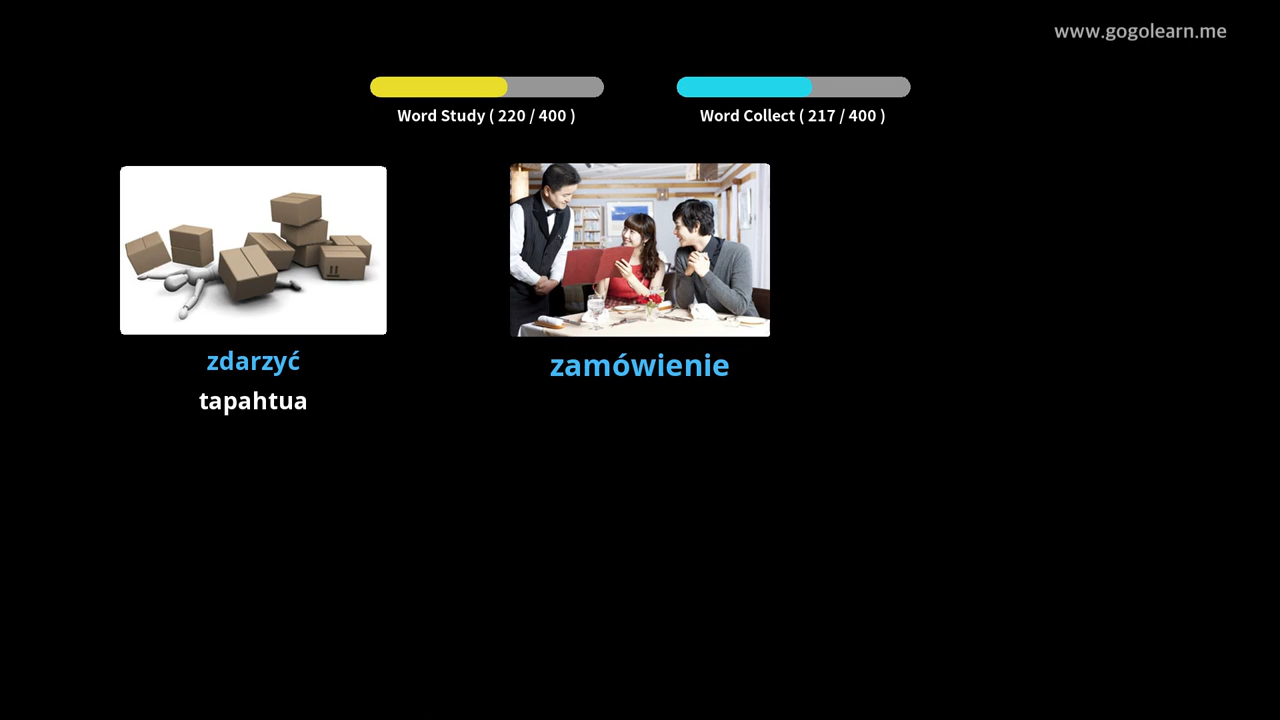 www.gogolearn.me
Word Study ( 220 / 400 )
Word Collect ( 217 / 400 )
zdarzyć
tapahtua
zamówienie